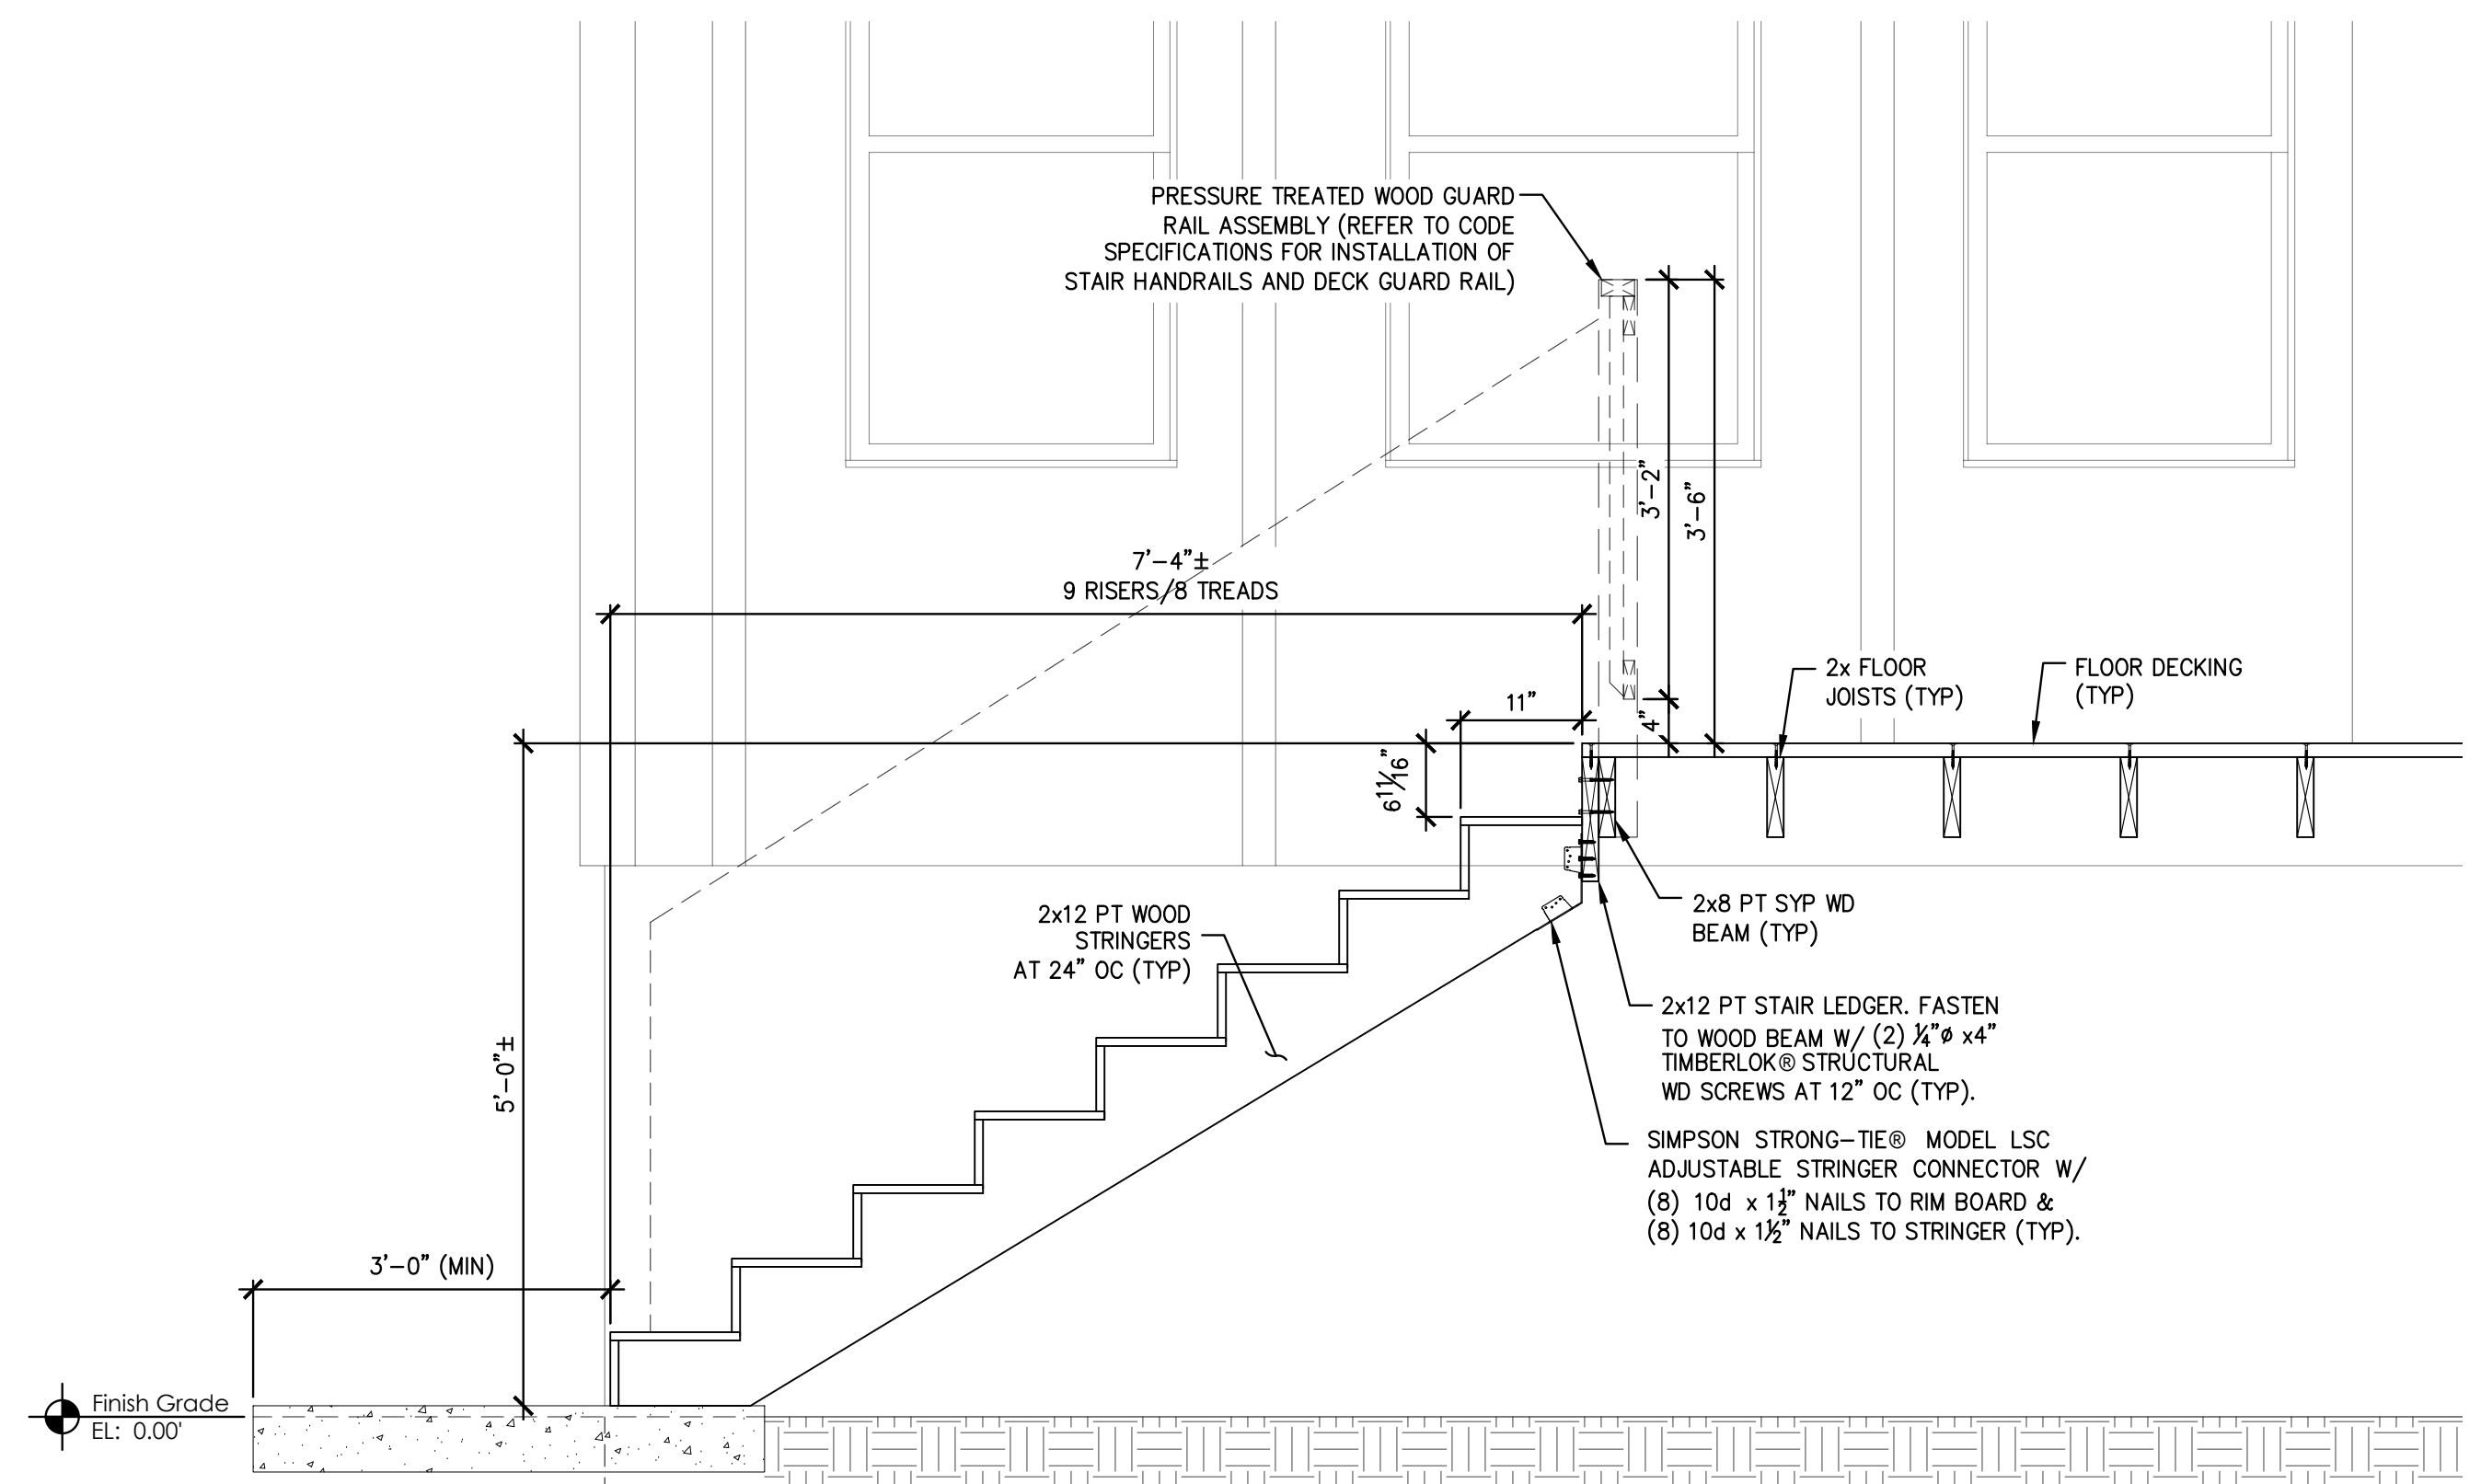 PRESSURE TREATED WOOD GUARD
RAIL ASSEMBLY (REFER TO CODE
SPECIFICATIONS FOR INSTALLATION OF
STAIR HANDRAILS AND DECK GUARD RAIL)
3'-2"
3'-6"
7'-4"±
9 RISERS/8 TREADS
2x FLOOR
JOISTS (TYP)
FLOOR DECKING
(TYP)
11"
4"
6 11/16"
2x12 PT WOOD
STRINGERS
AT 24" OC (TYP)
2x8 PT SYP WD
BEAM (TYP)
5'-0"±
2x12 PT STAIR LEDGER. FASTEN
TO WOOD BEAM W/ (2) 1/4"ø x4"
TIMBERLOK® STRUCTURAL
WD SCREWS AT 12" OC (TYP).
SIMPSON STRONG-TIE® MODEL LSC
ADJUSTABLE STRINGER CONNECTOR W/
(8) 10d x 1½" NAILS TO RIM BOARD &
(8) 10d x 1½" NAILS TO STRINGER (TYP).
3'-0" (MIN)
Finish Grade
EL: 0.00'